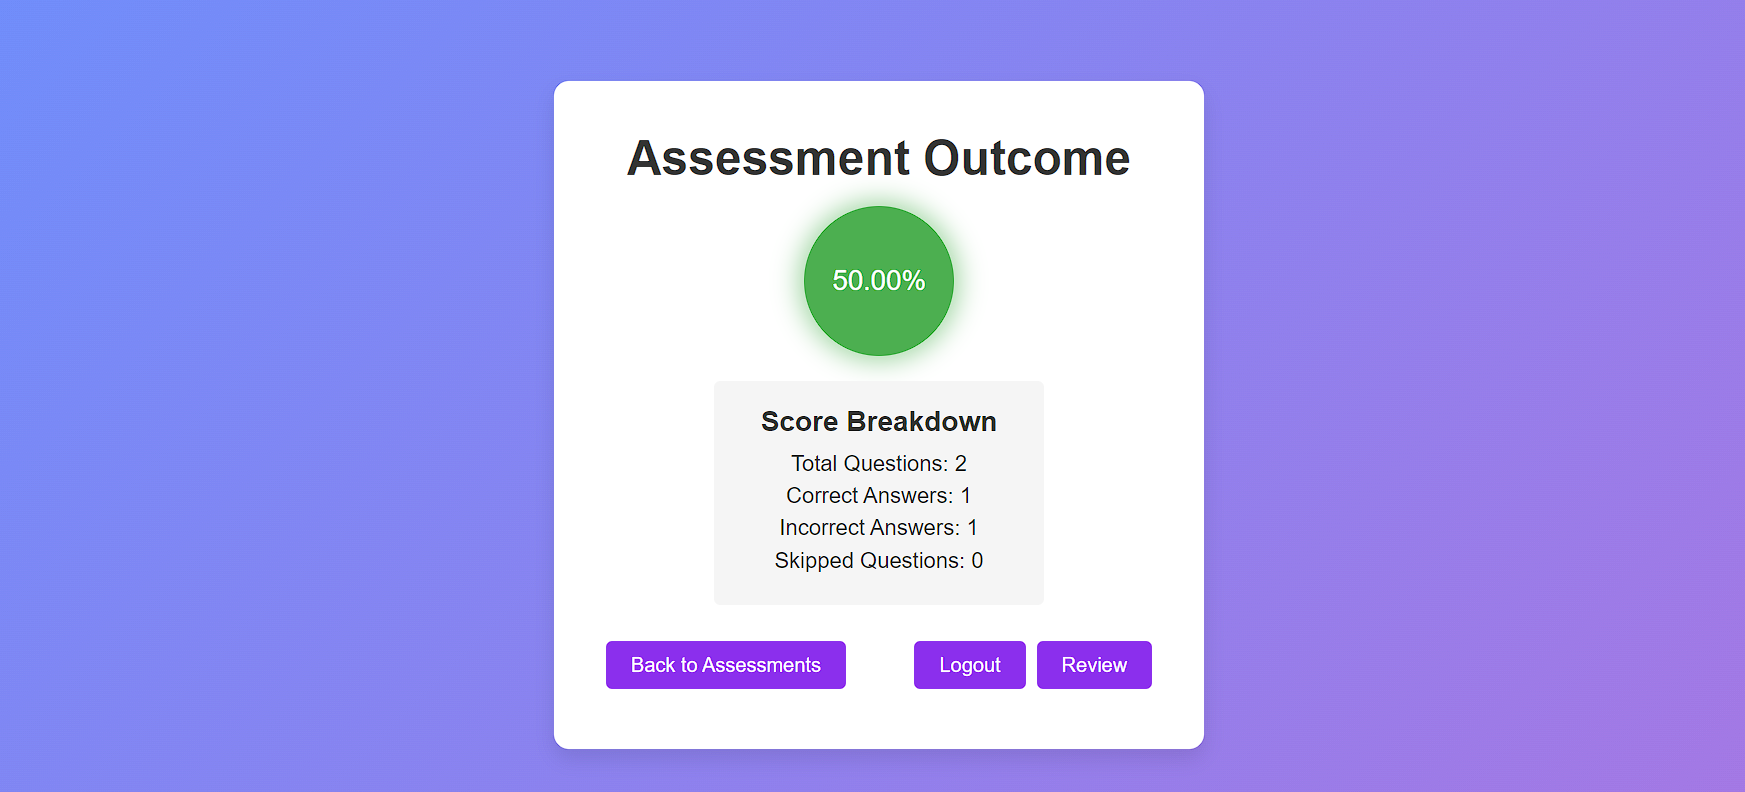 Assessment Outcome
50.00%
Score Breakdown
Total Questions: 2
Correct Answers: 1
Incorrect Answers: 1
Skipped Questions: 0
Back to Assessments
Logout
Review